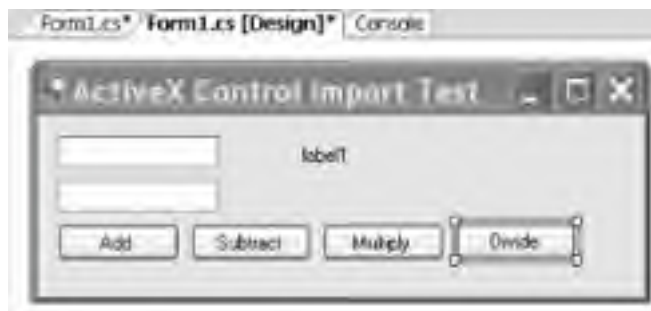 Form1.cs* Form1.cs [Design]* Console
ActiveX Control Import Test
label1
Add Subtract Multiply Divide